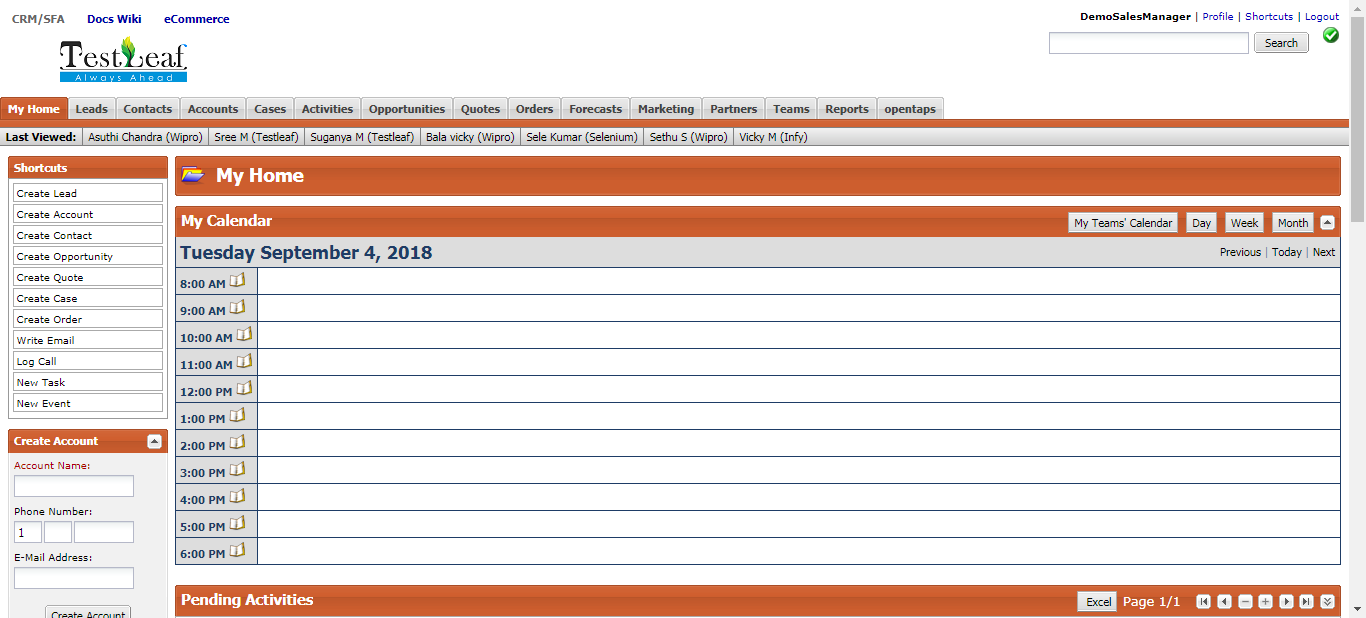 CRM/SFA Docs Wiki eCommerce
DemoSalesManager | Profile | Shortcuts | Logout
Search
TestLeaf
Always Ahead
My Home Leads Contacts Accounts Cases Activities Opportunities Quotes Orders Forecasts Marketing Partners Teams Reports opentaps
Last Viewed: Asuthi Chandra (Wipro) Sree M (Testleaf) Suganya M (Testleaf) Bala vicky (Wipro) Sele Kumar (Selenium) Sethu S (Wipro) Vicky M (Infy)
Shortcuts
Create Lead
Create Account
Create Contact
Create Opportunity
Create Quote
Create Case
Create Order
Write Email
Log Call
New Task
New Event
Create Account
Account Name:
Phone Number:
1
E-Mail Address:
Create Account
My Home
My Calendar My Teams' Calendar Day Week Month
Tuesday September 4, 2018 Previous | Today | Next
8:00 AM
9:00 AM
10:00 AM
11:00 AM
12:00 PM
1:00 PM
2:00 PM
3:00 PM
4:00 PM
5:00 PM
6:00 PM
Pending Activities Excel Page 1/1